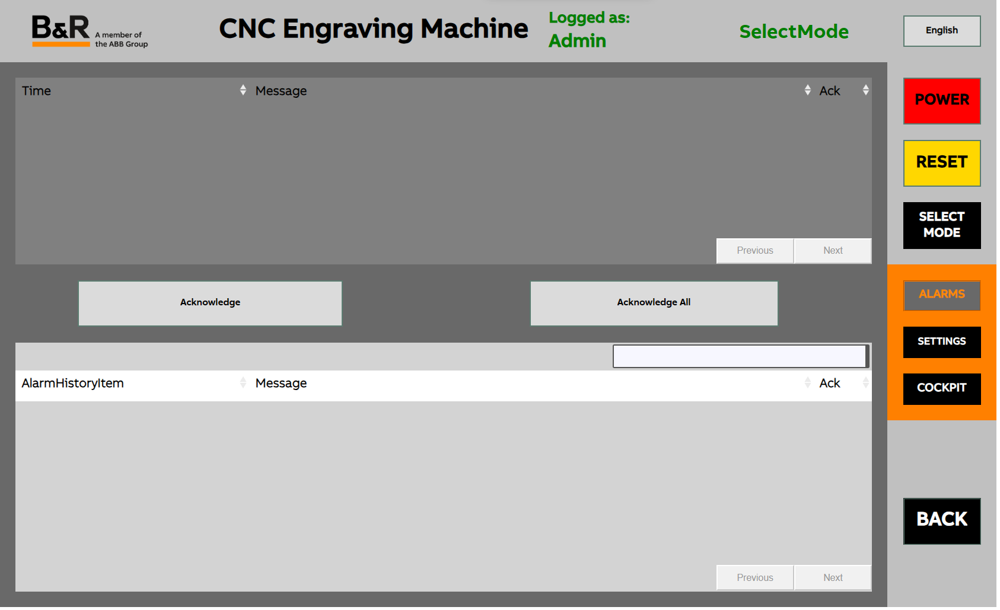 B&R A member of
the ABB Group
CNC Engraving Machine
Logged as:
Admin
SelectMode
English
Time Message Ack
POWER
RESET
SELECT
MODE
Previous Next
Acknowledge Acknowledge All
ALARMS
SETTINGS
COCKPIT
AlarmHistoryItem Message Ack
BACK
Previous Next